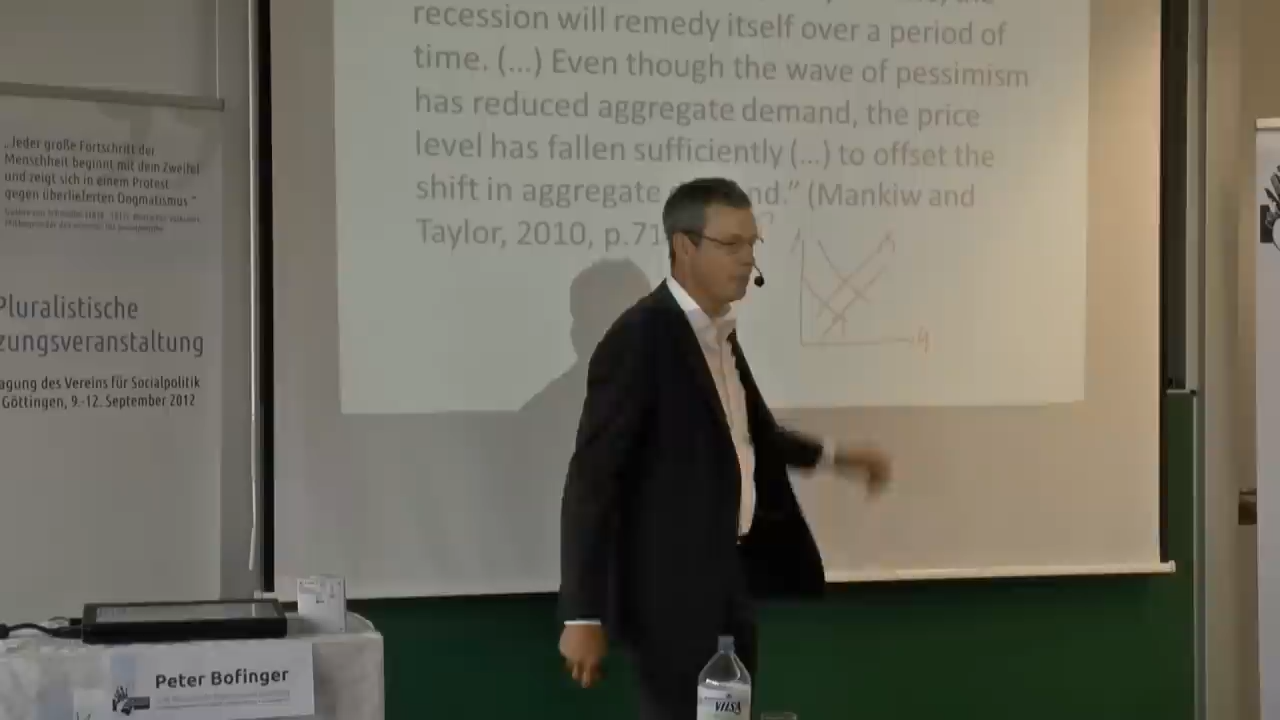 recession will remedy itself over a period of
time. (...) Even though the wave of pessimism
has reduced aggregate demand, the price
level has fallen sufficiently (...) to offset the
shift in aggregate nd.” (Mankiw and
Taylor, 2010, p.71
„Jeder große Fortschritt der
Menschheit beginnt mit dem Zweifel
und zeigt sich in einem Protest
gegen überlieferten Dogmatismus.“
Pluralistische
zungsveranstaltung
agung des Vereins für Socialpolitik
Göttingen, 9.-12. September 2012
Peter Bofinger
VILSA